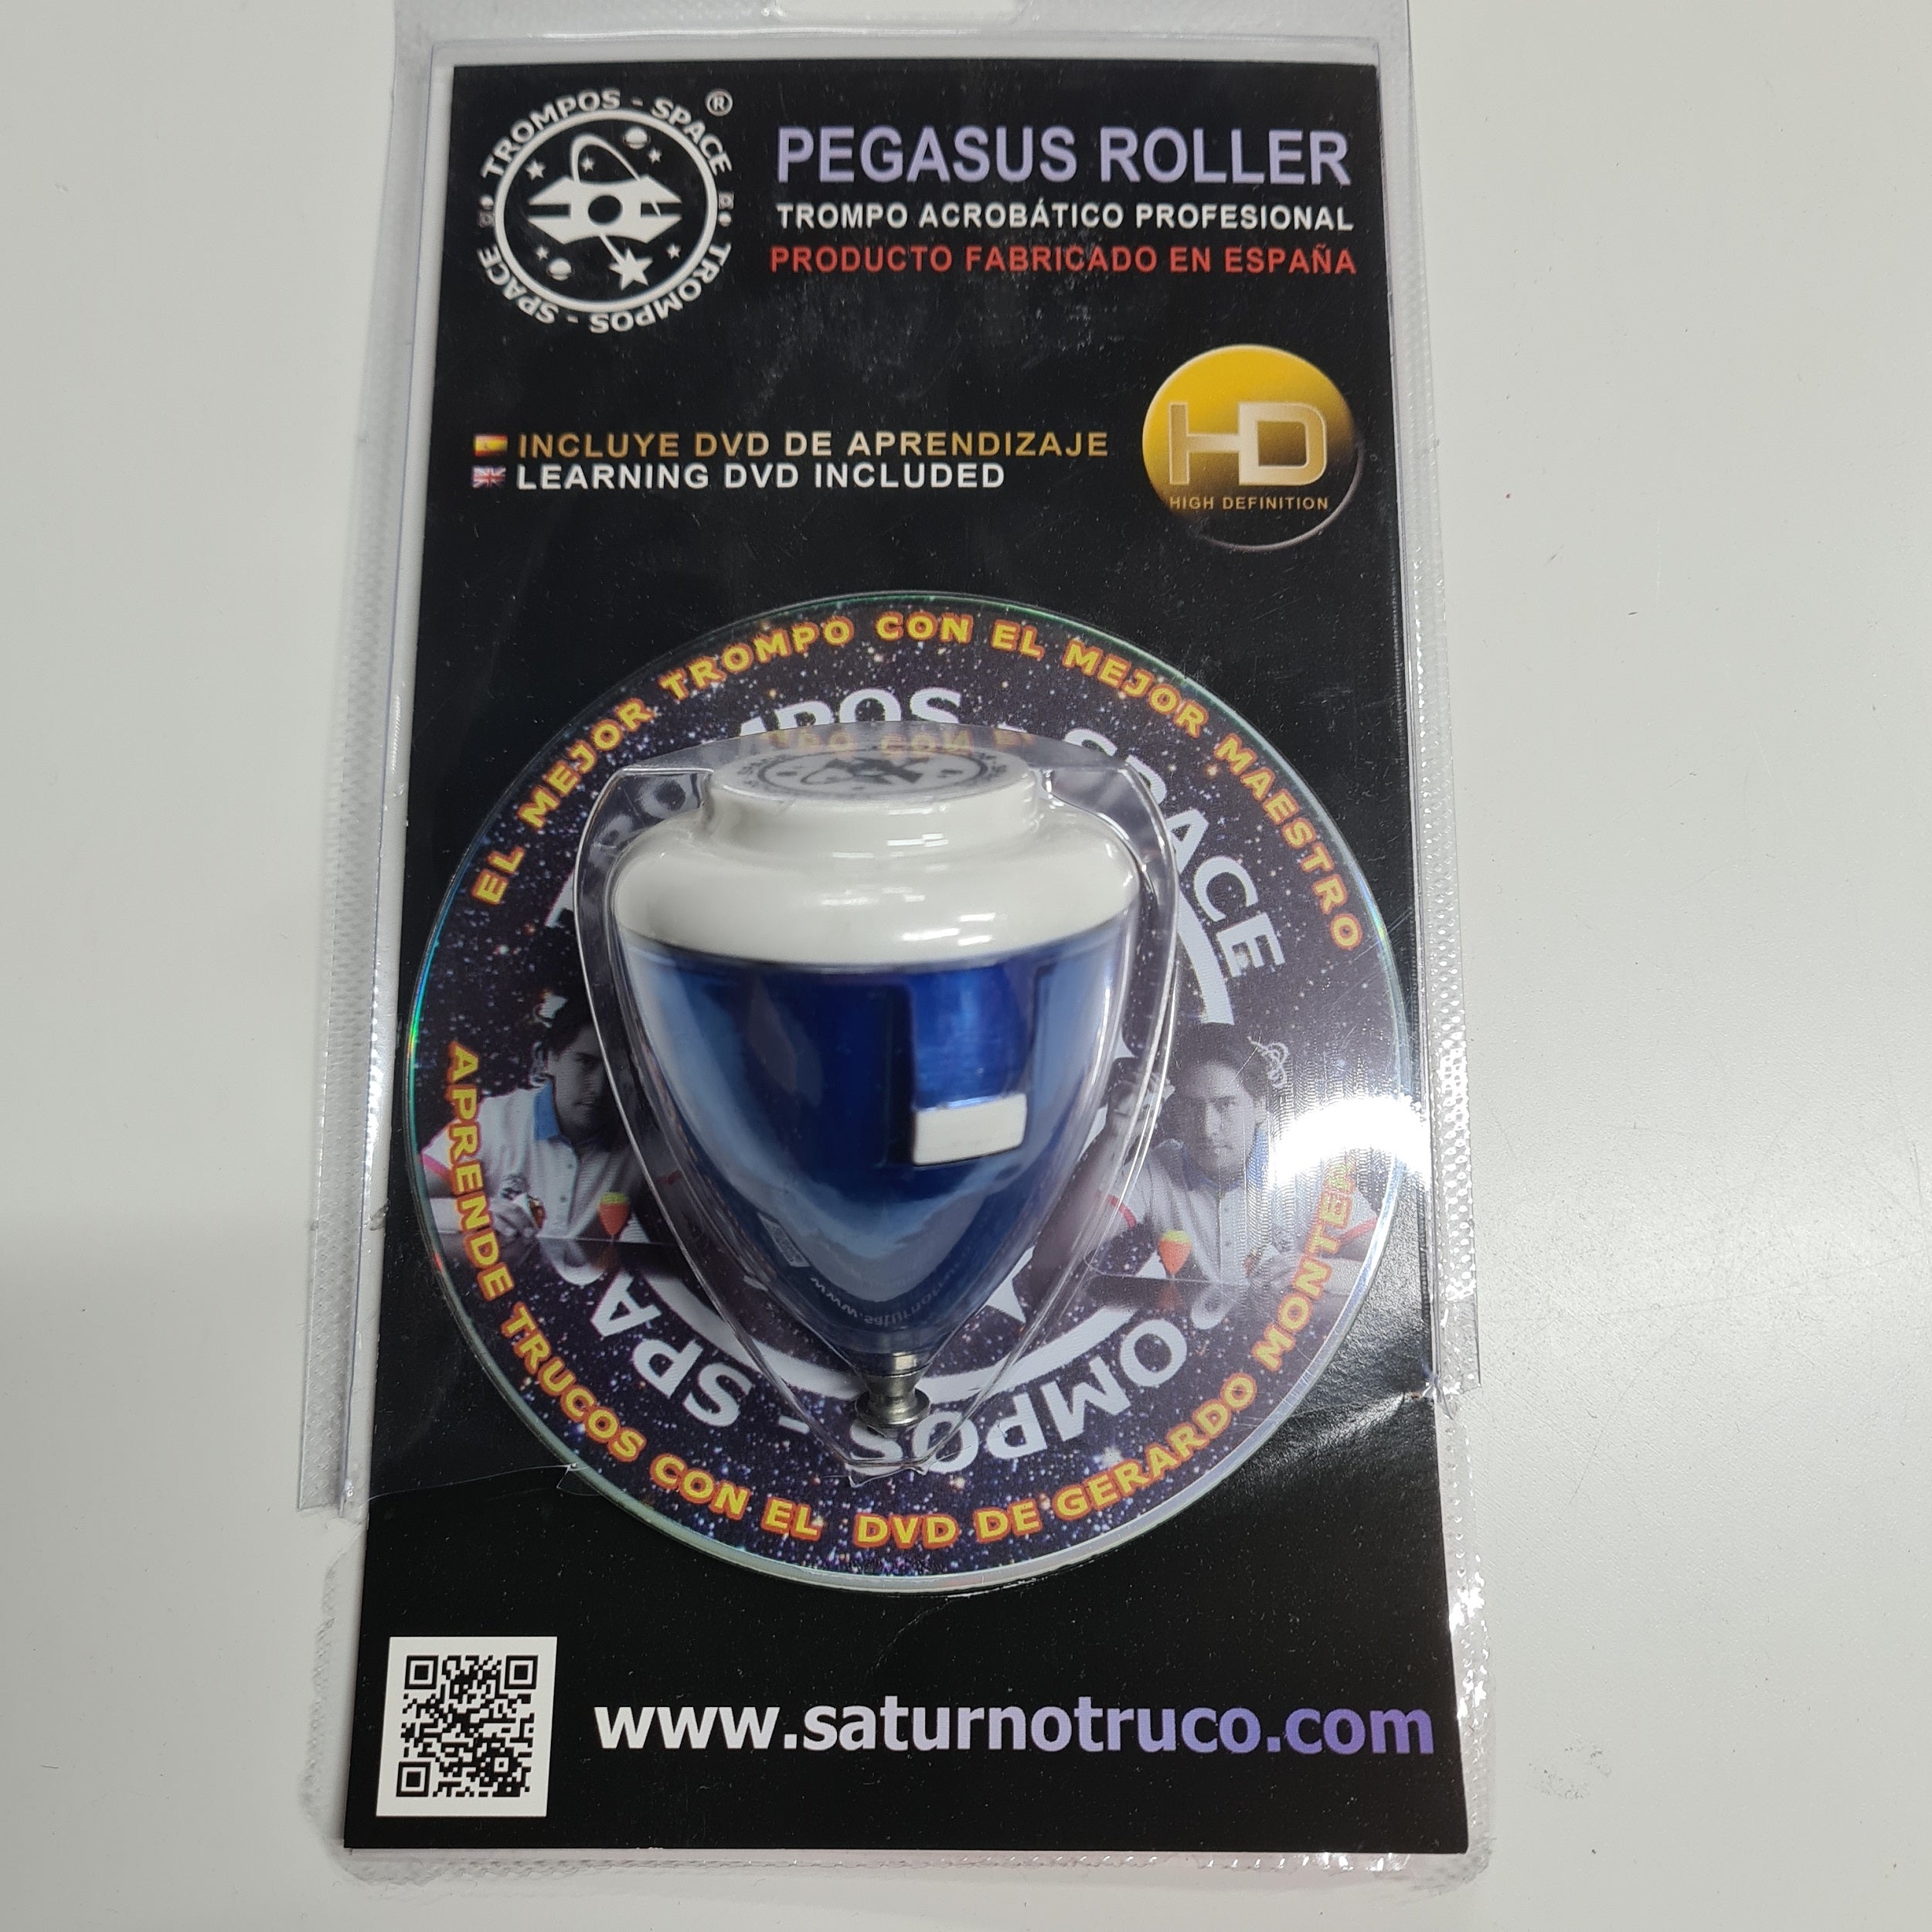 TROMPOS - SPACE ®
TROMPOS - SPACE
PEGASUS ROLLER
TROMPO ACROBÁTICO PROFESIONAL
PRODUCTO FABRICADO EN ESPAÑA
INCLUYE DVD DE APRENDIZAJE
LEARNING DVD INCLUDED
HD
HIGH DEFINITION
EL MEJOR TROMPO CON EL MEJOR MAESTRO
SPACE
APRENDE TRUCOS CON EL DVD DE GERARDO
www.saturnotruco.com